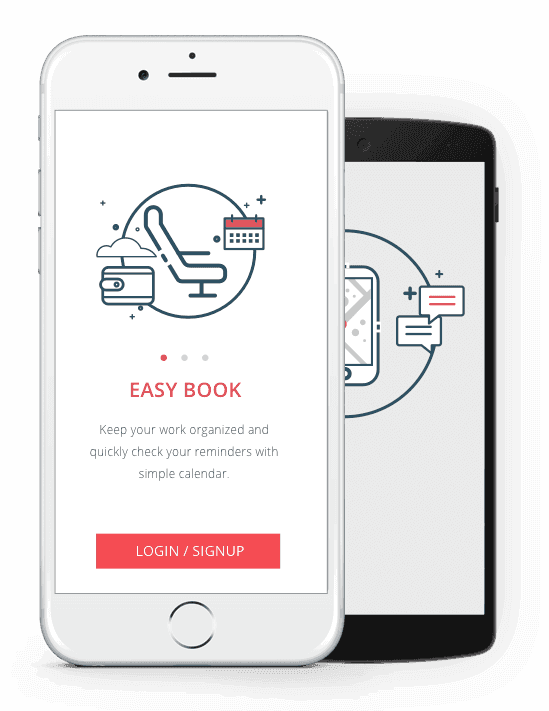 EASY BOOK
Keep your work organized and
quickly check your reminders with
simple calendar.
LOGIN / SIGNUP